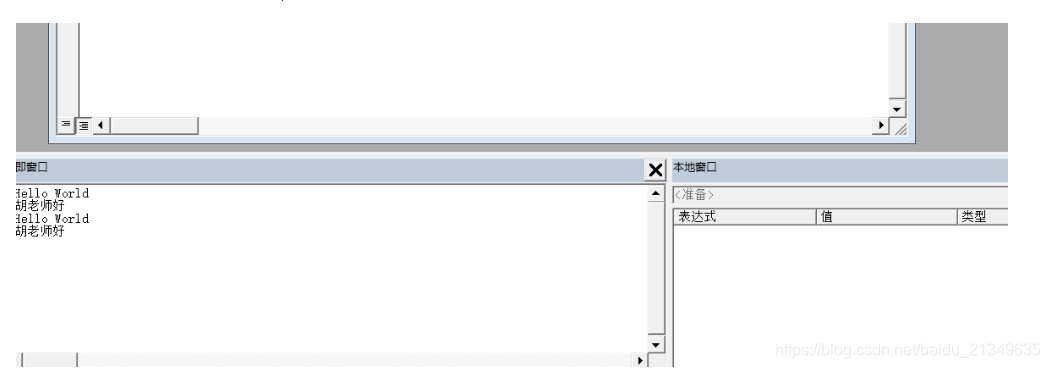 即窗口
Hello World
胡老师好
Hello World
胡老师好
本地窗口
<准备>
表达式 值 类型
https://blog.csdn.net/baidu_21349635